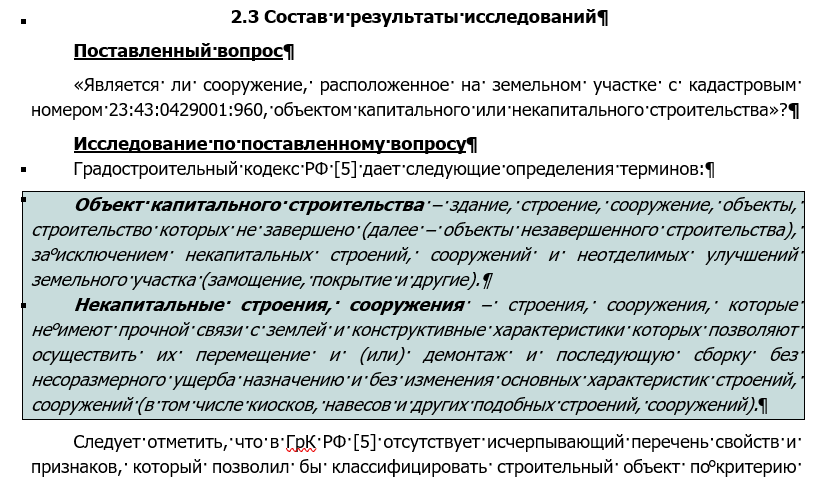 2.3 Состав и результаты исследований¶
Поставленный вопрос¶
«Является ли сооружение, расположенное на земельном участке с кадастровым
номером 23:43:0429001:960, объектом капитального или некапитального строительства»?¶
Исследование по поставленному вопросу¶
Градостроительный кодекс РФ [5] дает следующие определения терминов:¶
Объект капитального строительства – здание, строение, сооружение, объекты,
строительство которых не завершено (далее – объекты незавершенного строительства),
за исключением некапитальных строений, сооружений и неотделимых улучшений
земельного участка (замощение, покрытие и другие).¶
Некапитальные строения, сооружения – строения, сооружения, которые
не имеют прочной связи с землей и конструктивные характеристики которых позволяют
осуществить их перемещение и (или) демонтаж и последующую сборку без
несоразмерного ущерба назначению и без изменения основных характеристик строений,
сооружений (в том числе киосков, навесов и других подобных строений, сооружений).¶
Следует отметить, что в ГрК РФ [5] отсутствует исчерпывающий перечень свойств и
признаков, который позволил бы классифицировать строительный объект по критерию